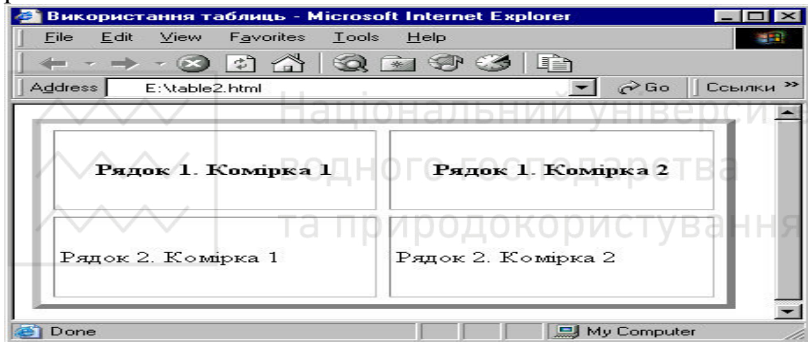 Використання таблиць - Microsoft Internet Explorer
File Edit View Favorites Tools Help
Address E:\table2.html Go Ссылки »
Національний університе
Рядок 1. Комірка 1 Рядок 1. Комірка 2
водного господарства
та природокористування
Рядок 2. Комірка 1 Рядок 2. Комірка 2
Done My Computer